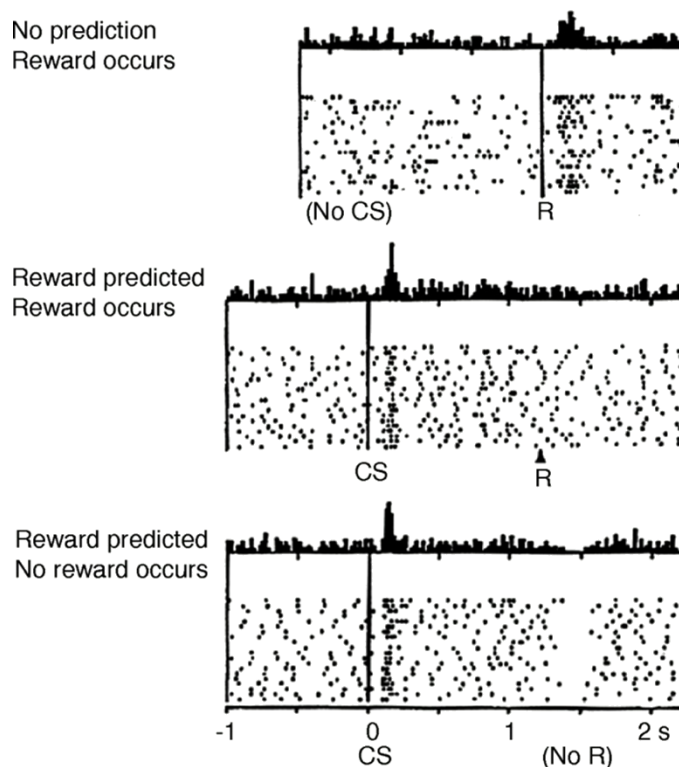 No prediction
Reward occurs
(No CS)
R
Reward predicted
Reward occurs
CS
R
Reward predicted
No reward occurs
-1
0
1
2 s
CS
(No R)